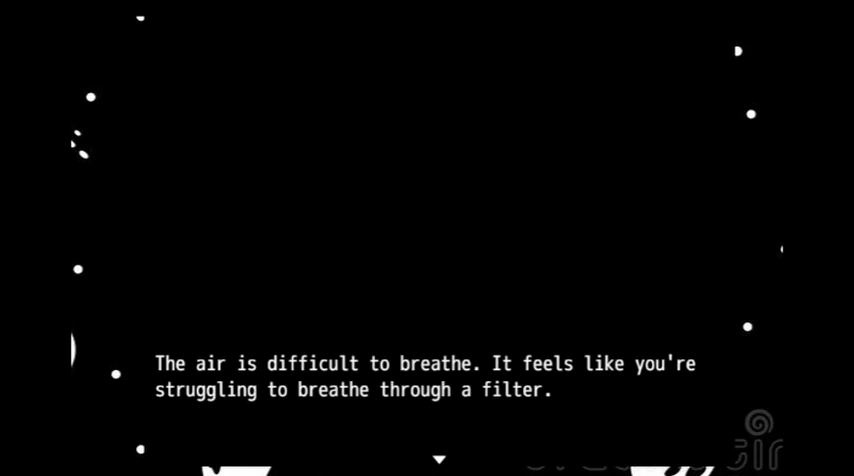 The air is difficult to breathe. It feels like you're
struggling to breathe through a filter.